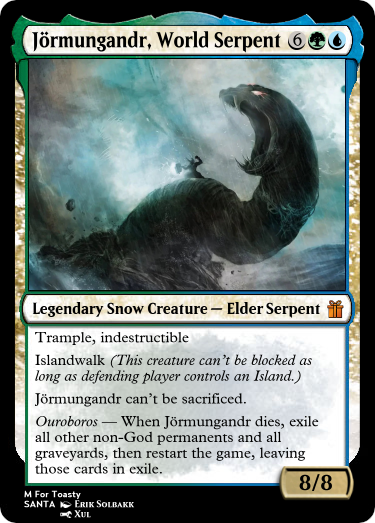 Jörmungandr, World Serpent 6
Legendary Snow Creature — Elder Serpent
Trample, indestructible
Islandwalk (This creature can't be blocked as
long as defending player controls an Island.)
Jörmungandr can't be sacrificed.
Ouroboros — When Jörmungandr dies, exile
all other non-God permanents and all
graveyards, then restart the game, leaving
those cards in exile.
8/8
M For Toasty
SANTA Erik Solbakk
Xul